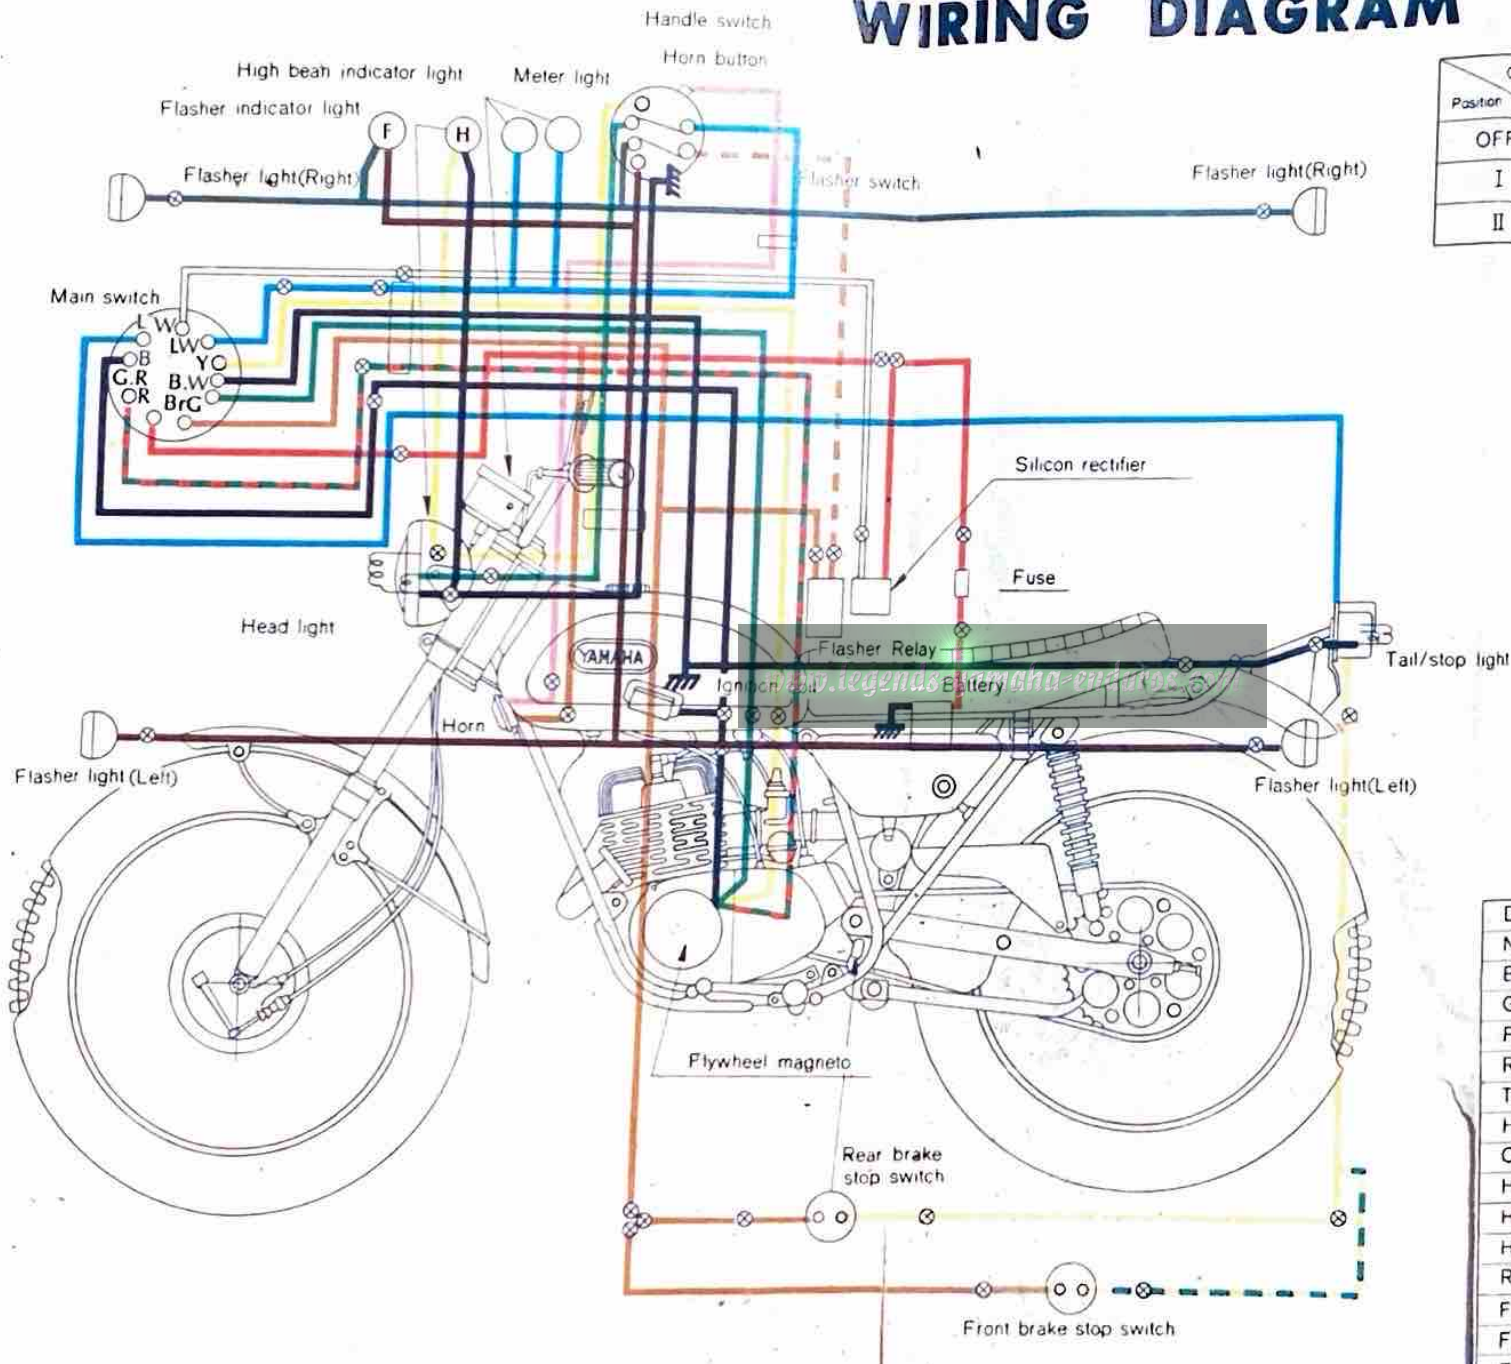 WIRING DIAGRAM
Handle switch
Horn button
High beah indicator light
Meter light
Flasher indicator light
F
H
Position
OFF
I
II
Flasher light(Right)
Flasher switch
Flasher light(Right)
Main switch
L
W
LW
B
Y
G.R
B.W
R
BrG
Silicon rectifier
Fuse
Head light
YAMAHA
Flasher Relay
Tail/stop light
Ignition coil
Battery
Horn
Flasher light(Left)
Flasher light(Left)
Flywheel magneto
Rear brake
stop switch
Front brake stop switch